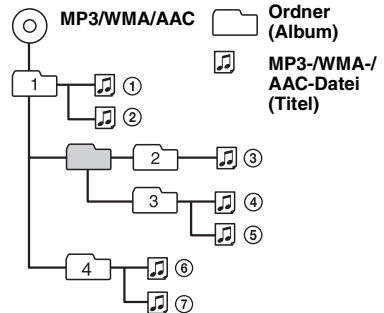 MP3/WMA/AAC
Ordner
(Album)
MP3-/WMA-/
AAC-Datei
(Titel)
1
①
②
2
③
3
④
⑤
4
⑥
⑦